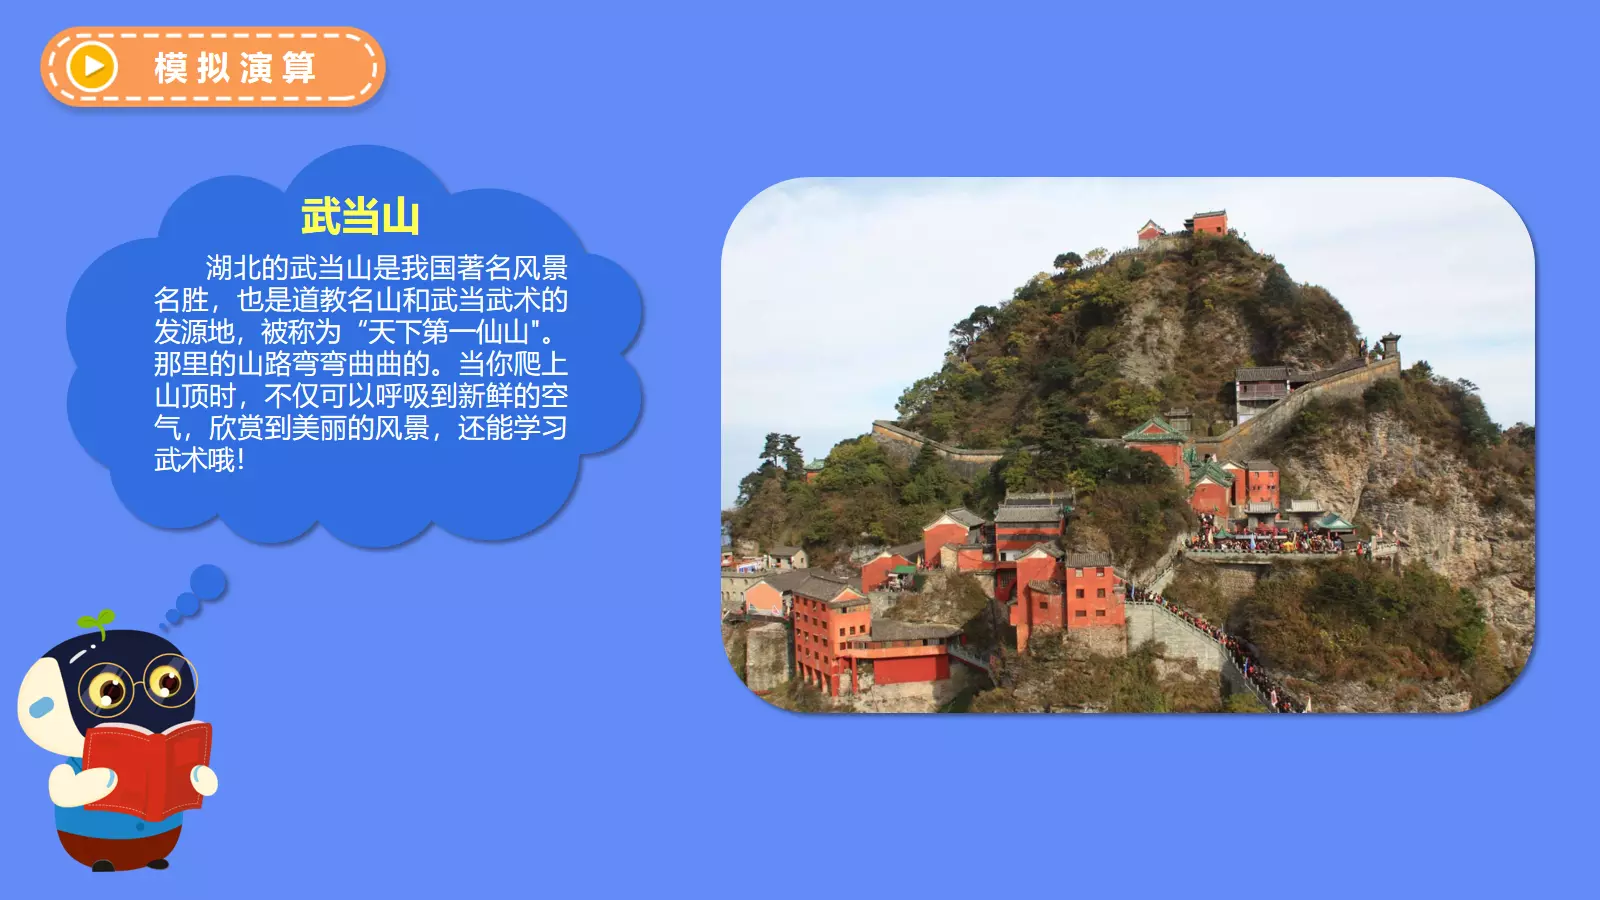 模拟演算
武当山
湖北的武当山是我国著名风景
名胜，也是道教名山和武当武术的
发源地，被称为“天下第一仙山"。
那里的山路弯弯曲曲的。当你爬上
山顶时，不仅可以呼吸到新鲜的空
气，欣赏到美丽的风景，还能学习
武术哦！